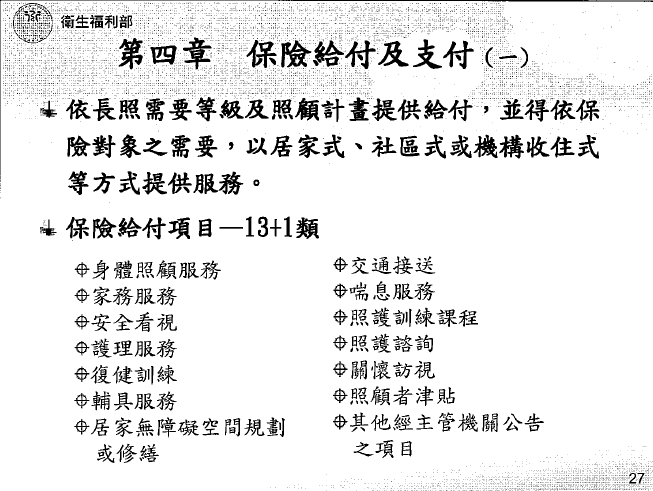 衛生福利部
第四章　保險給付及支付（一）
依長照需要等級及照顧計畫提供給付，並得依保
險對象之需要，以居家式、社區式或機構收住式
等方式提供服務。
保險給付項目—13+1類
身體照顧服務
家務服務
安全看視
護理服務
復健訓練
輔具服務
居家無障礙空間規劃
或修繕
交通接送
喘息服務
照護訓練課程
照護諮詢
關懷訪視
照顧者津貼
其他經主管機關公告
之項目
27